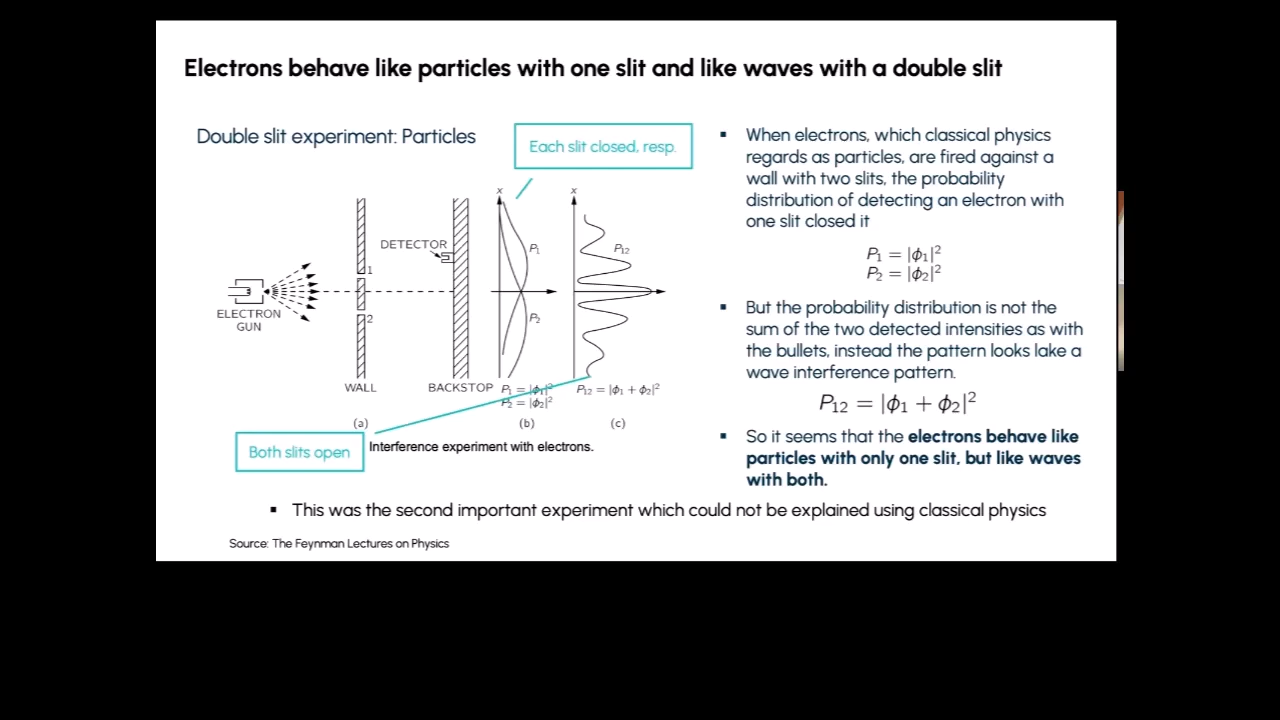 Electrons behave like particles with one slit and like waves with a double slit
Double slit experiment: Particles
Each slit closed, resp.
x
x
P₁
P₁₂
DETECTOR
1
ELECTRON
GUN
2
P₂
WALL
BACKSTOP
P₁ = |ϕ₁|²
P₂ = |ϕ₂|²
P₁₂ = |ϕ₁ + ϕ₂|²
(a)
(b)
(c)
Both slits open
Interference experiment with electrons.
▪ When electrons, which classical physics
regards as particles, are fired against a
wall with two slits, the probability
distribution of detecting an electron with
one slit closed it
P₁ = |ϕ₁|²
P₂ = |ϕ₂|²
▪ But the probability distribution is not the
sum of the two detected intensities as with
the bullets, instead the pattern looks lake a
wave interference pattern.
P₁₂ = |ϕ₁ + ϕ₂|²
▪ So it seems that the electrons behave like
particles with only one slit, but like waves
with both.
▪ This was the second important experiment which could not be explained using classical physics
Source: The Feynman Lectures on Physics